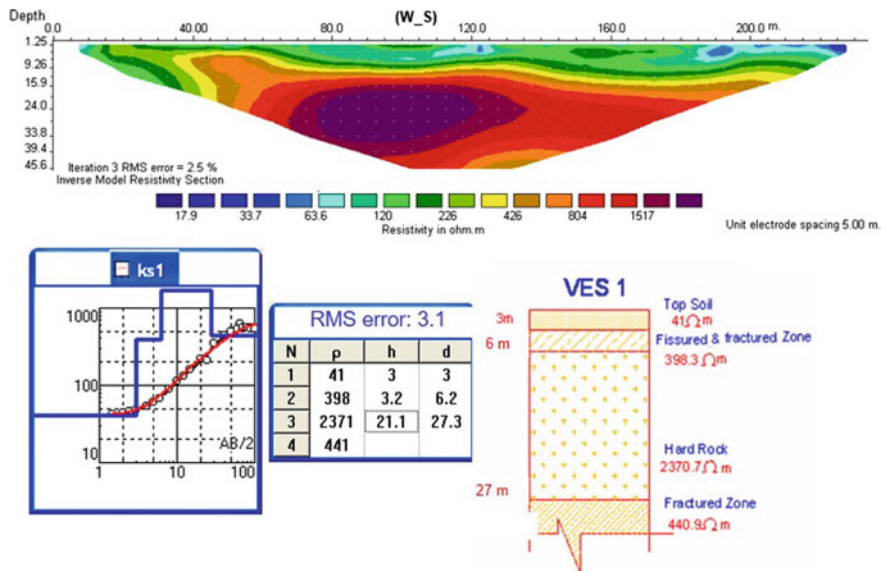 (W_S)
Depth
0.0 40.0 80.0 120.0 160.0 200.0 m.
1.25
9.26
15.9
24.0
33.8
39.4
45.6
Iteration 3 RMS error = 2.5 %
Inverse Model Resistivity Section
17.9 33.7 63.6 120 226 426 804 1517
Resistivity in ohm.m
Unit electrode spacing 5.00 m.
ks1
1000
100
10
1 10 100
AB/2
RMS error: 3.1
N ρ h d
1 41 3 3
2 398 3.2 6.2
3 2371 21.1 27.3
4 441
VES 1
3m
6 m
27 m
Top Soil
41Ω m
Fissured & fractured Zone
398.3Ω m
Hard Rock
2370.7Ω m
Fractured Zone
440.9Ω m